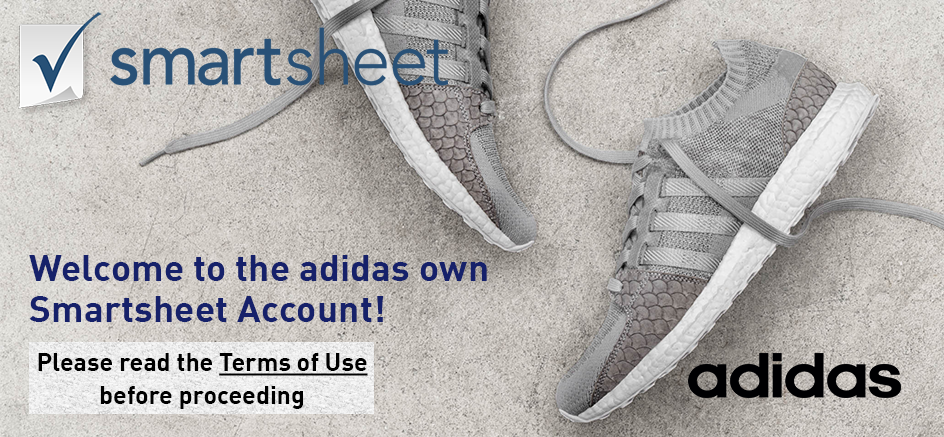 smartsheet
Welcome to the adidas own
Smartsheet Account!
Please read the Terms of Use
before proceeding
adidas